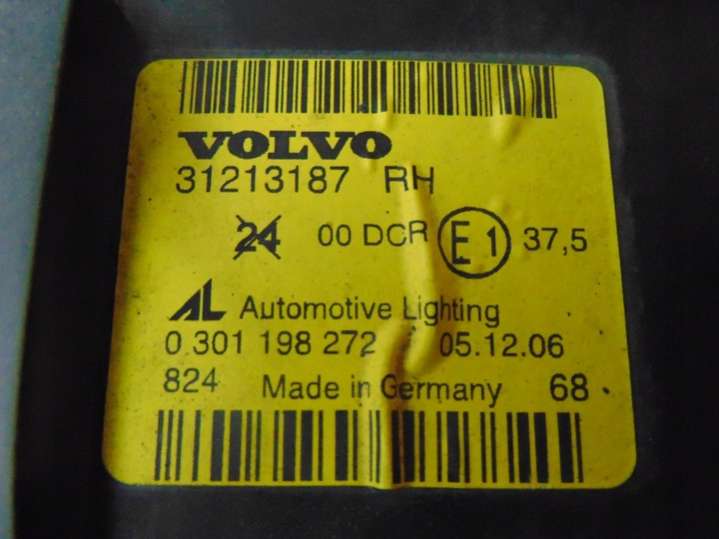 VOLVO
31213187 RH
24 00 DCR E1 37,5
AL Automotive Lighting
0 301 198 272 05.12.06
824 Made in Germany 68